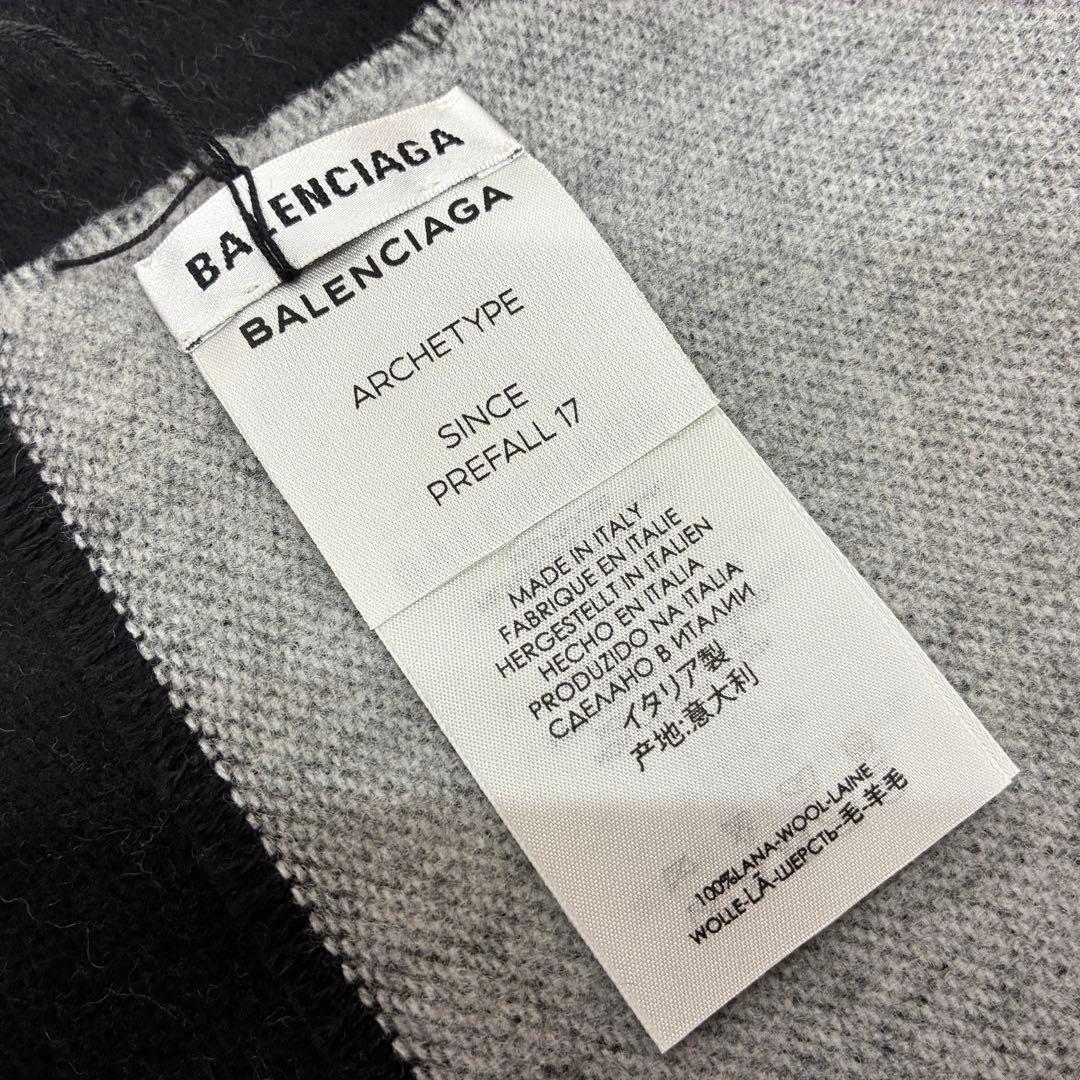 BALENCIAGA
BALENCIAGA
ARCHETYPE
SINCE
PREFALL 17
MADE IN ITALY
FABRIQUE EN ITALIE
HERGESTELLT IN ITALIEN
HECHO EN ITALIA
PRODUZIDO NA ITALIA
СДЕЛАНО В ИТАЛИИ
イタリア製
产地:意大利
100%LANA-WOOL-LAINE
WOLLE-LÃ-ШЕРСТЬ-毛-羊毛